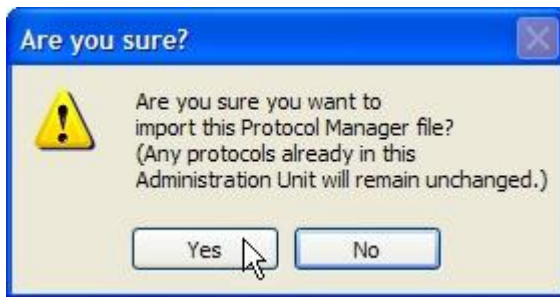 Are you sure?
Are you sure you want to
import this Protocol Manager file?
(Any protocols already in this
Administration Unit will remain unchanged.)
Yes
No